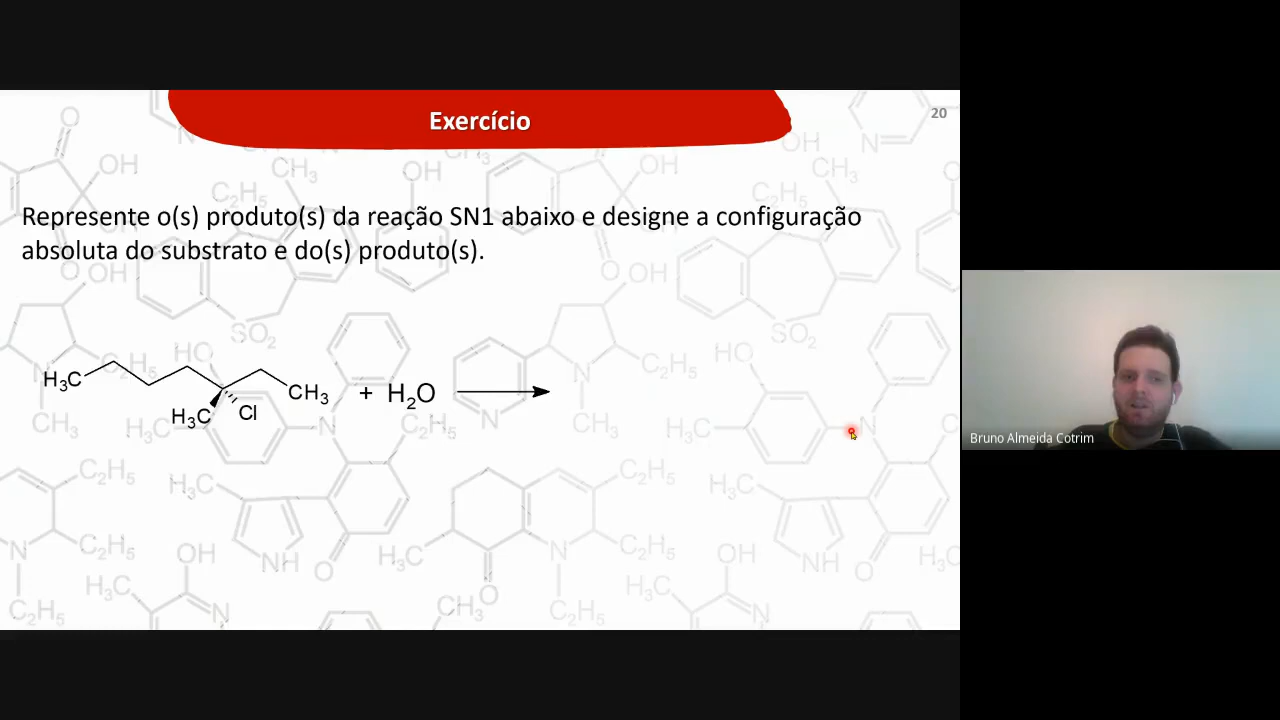 Exercício
20
Represente o(s) produto(s) da reação SN1 abaixo e designe a configuração
absoluta do substrato e do(s) produto(s).
H₃C
CH₃
H₃C
Cl
+ H₂O
Bruno Almeida Cotrim